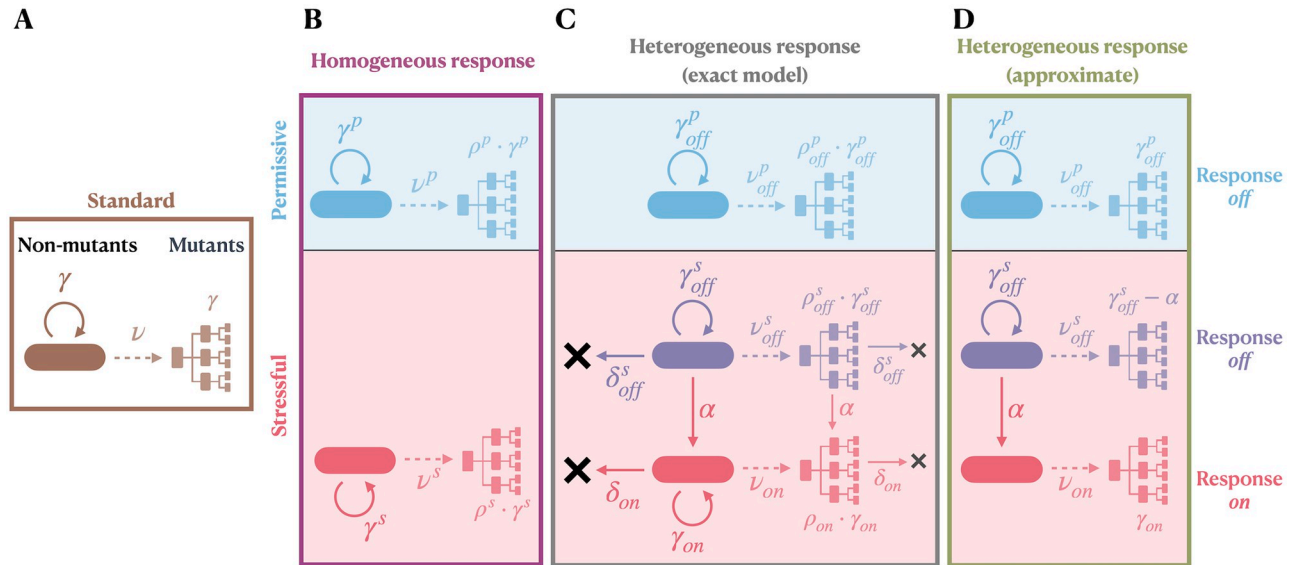 A
Standard
Non-mutants
Mutants
γ
ν
γ
B
Homogeneous response
Permissive
γ^p
ν^p
ρ^p · γ^p
Stressful
ν^s
γ^s
ρ^s · γ^s
C
Heterogeneous response
(exact model)
γ^p_off
ν^p_off
ρ^p_off · γ^p_off
γ^s_off
ν^s_off
ρ^s_off · γ^s_off
δ^s_off
δ^s_off
α
α
δ_on
ν_on
δ_on
γ_on
ρ_on · γ_on
D
Heterogeneous response
(approximate)
γ^p_off
ν^p_off
γ^p_off
Response
off
γ^s_off
ν^s_off
γ^s_off − α
Response
off
α
ν_on
γ_on
Response
on